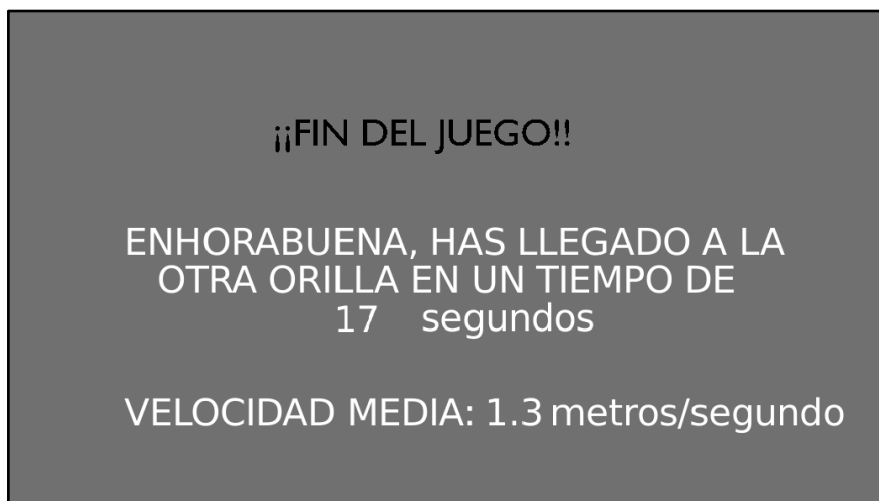 ¡¡FIN DEL JUEGO!!
ENHORABUENA, HAS LLEGADO A LA
OTRA ORILLA EN UN TIEMPO DE
17 segundos
VELOCIDAD MEDIA: 1.3 metros/segundo